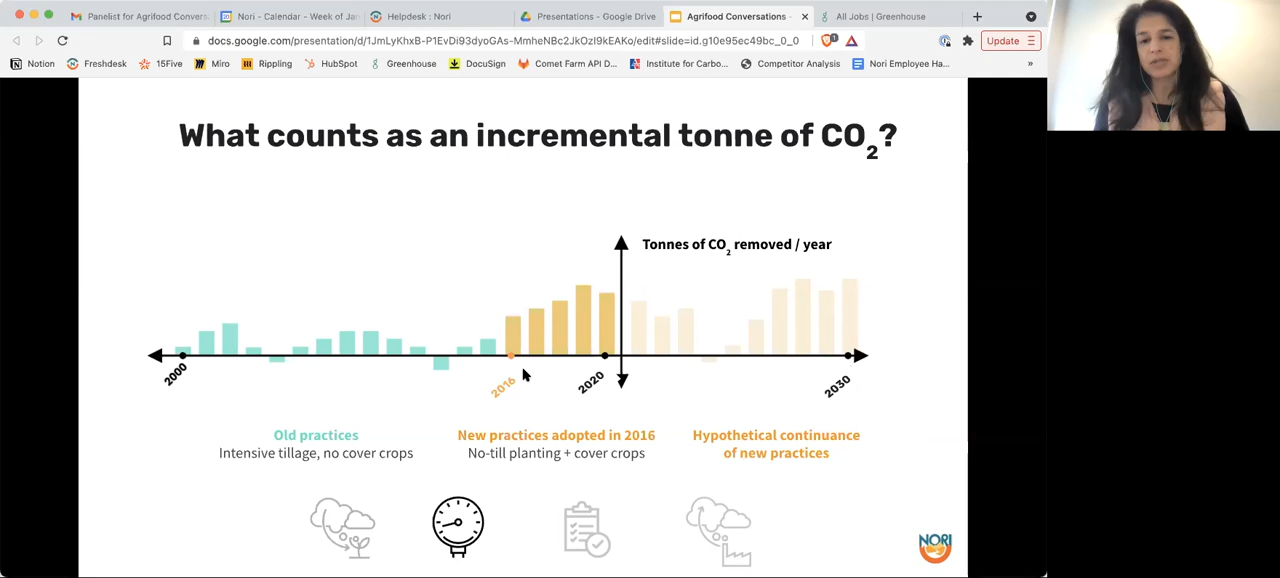 Panelist for Agrifood Convers
Nori - Calendar - Week of Jan
Helpdesk : Nori
Presentations - Google Drive
Agrifood Conversations -
All Jobs | Greenhouse
docs.google.com/presentation/d/1JmLyKhxB-P1EvDi93dyoGAs-MmheNBc2JkOzI9kEAKo/edit#slide=id.g10e95ec49bc_0_0
1
Update
Notion
Freshdesk
15Five
Miro
Rippling
HubSpot
Greenhouse
DocuSign
Comet Farm API D...
Institute for Carbo...
Competitor Analysis
Nori Employee Ha...
»
What counts as an incremental tonne of CO2?
Tonnes of CO2 removed / year
2000
2016
2020
2030
Old practices
Intensive tillage, no cover crops
New practices adopted in 2016
No-till planting + cover crops
Hypothetical continuance
of new practices
NORI